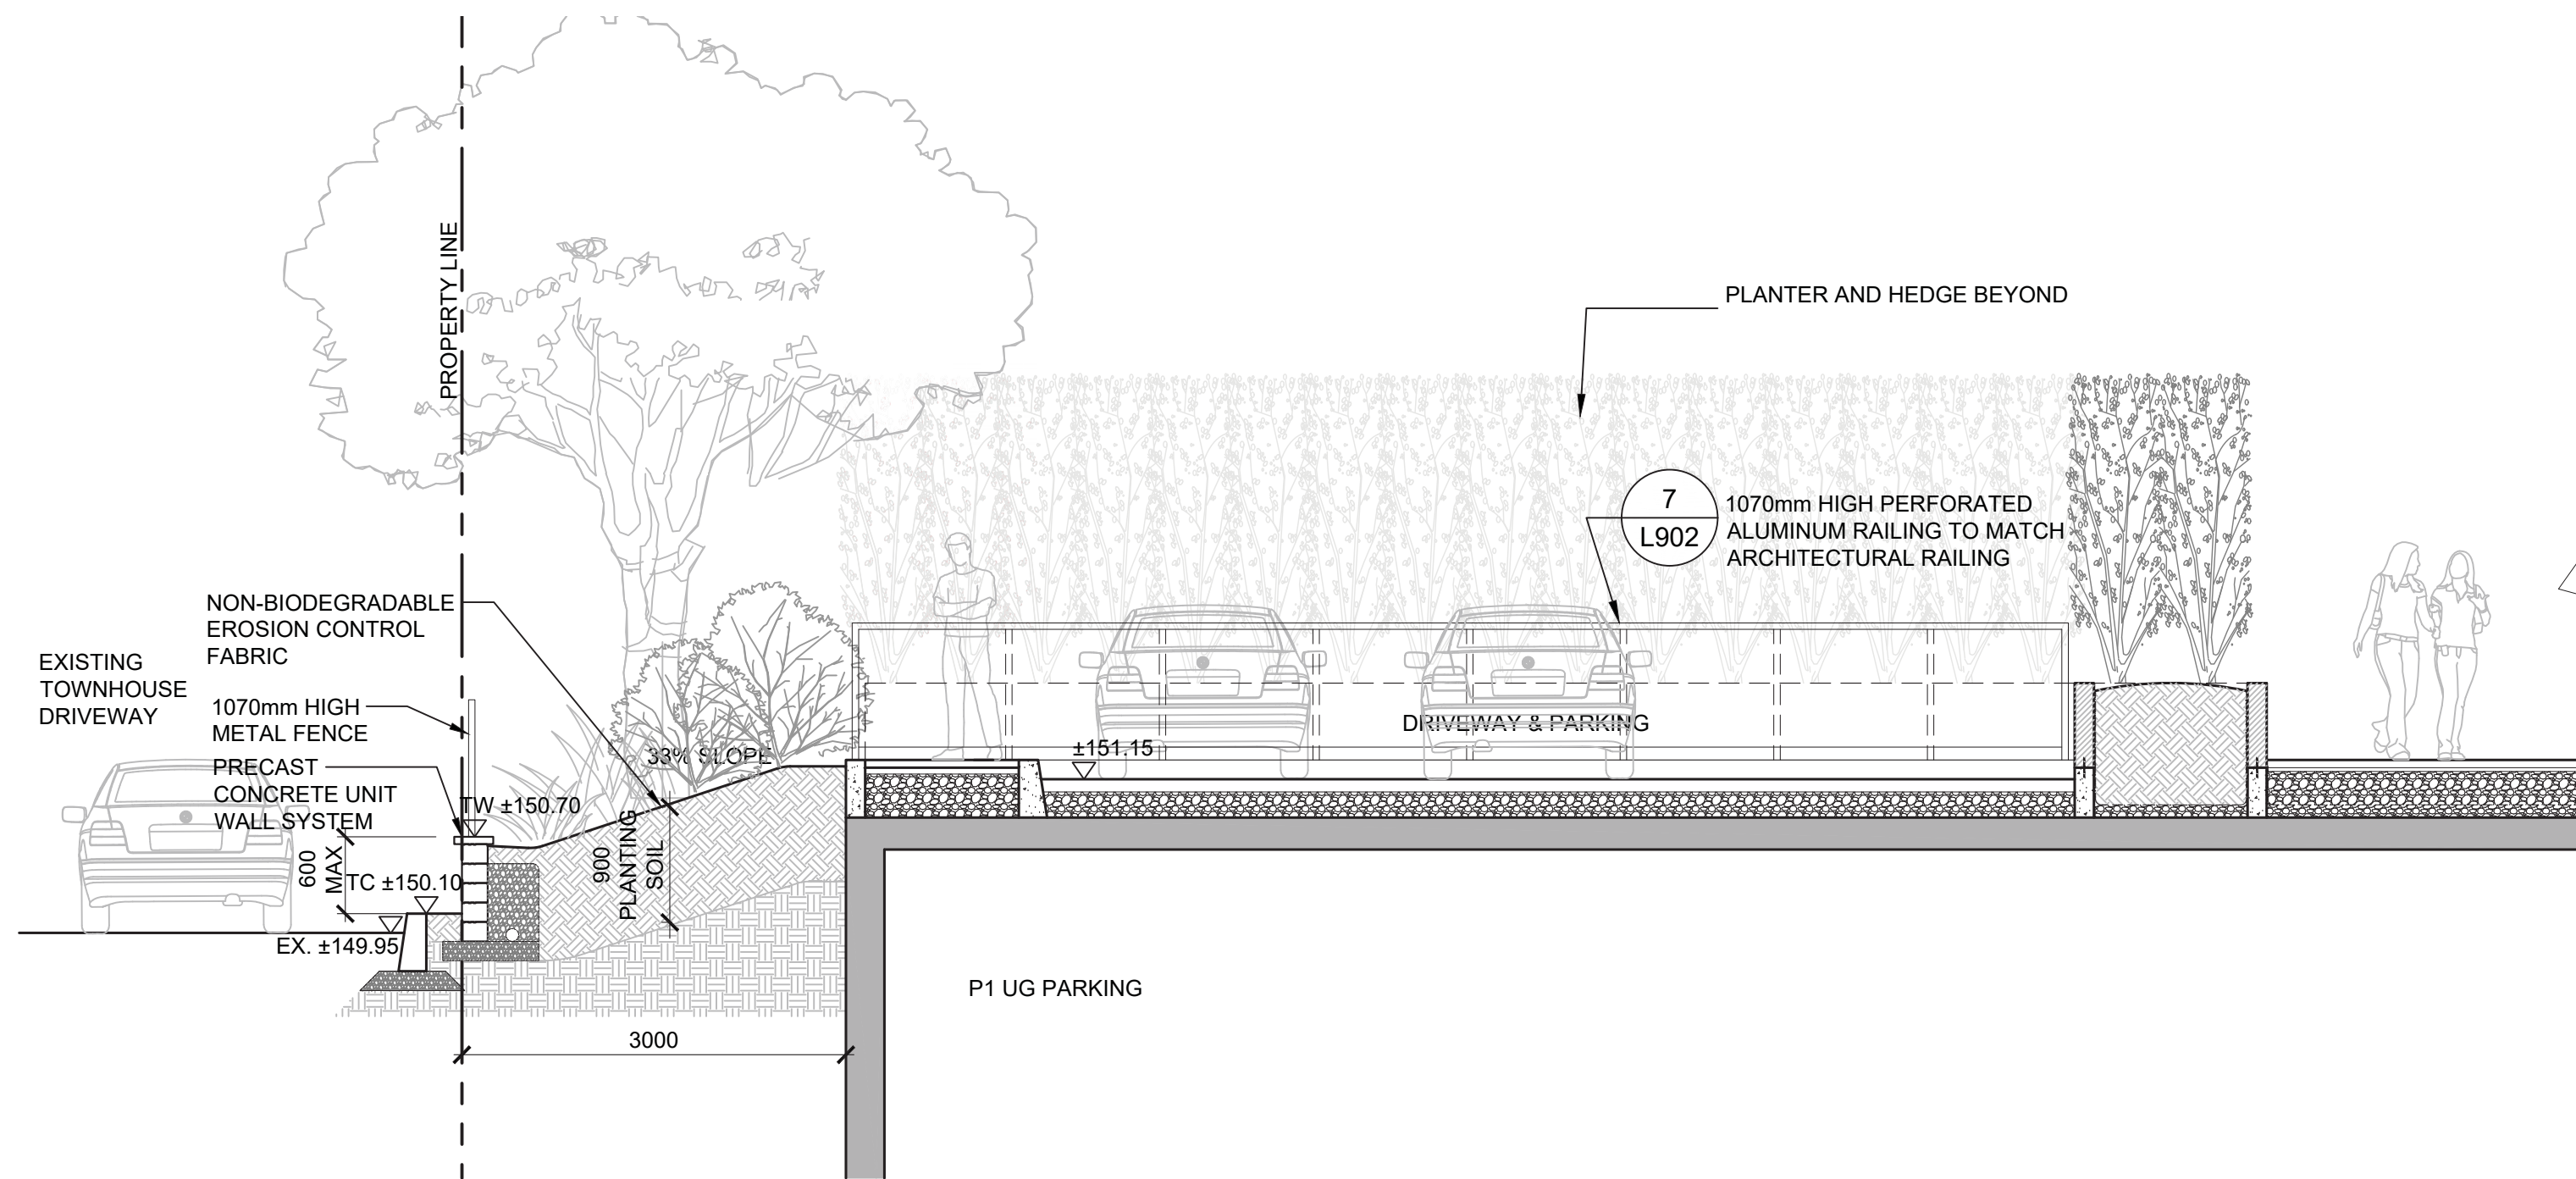 PROPERTY LINE
PLANTER AND HEDGE BEYOND
7
L902
1070mm HIGH PERFORATED
ALUMINUM RAILING TO MATCH
ARCHITECTURAL RAILING
NON-BIODEGRADABLE
EROSION CONTROL
FABRIC
EXISTING
TOWNHOUSE
DRIVEWAY
1070mm HIGH
METAL FENCE
PRECAST
CONCRETE UNIT
WALL SYSTEM
33% SLOPE
DRIVEWAY & PARKING
±151.15
TW ±150.70
600
MAX
TC ±150.10
EX. ±149.95
900
PLANTING
SOIL
P1 UG PARKING
3000